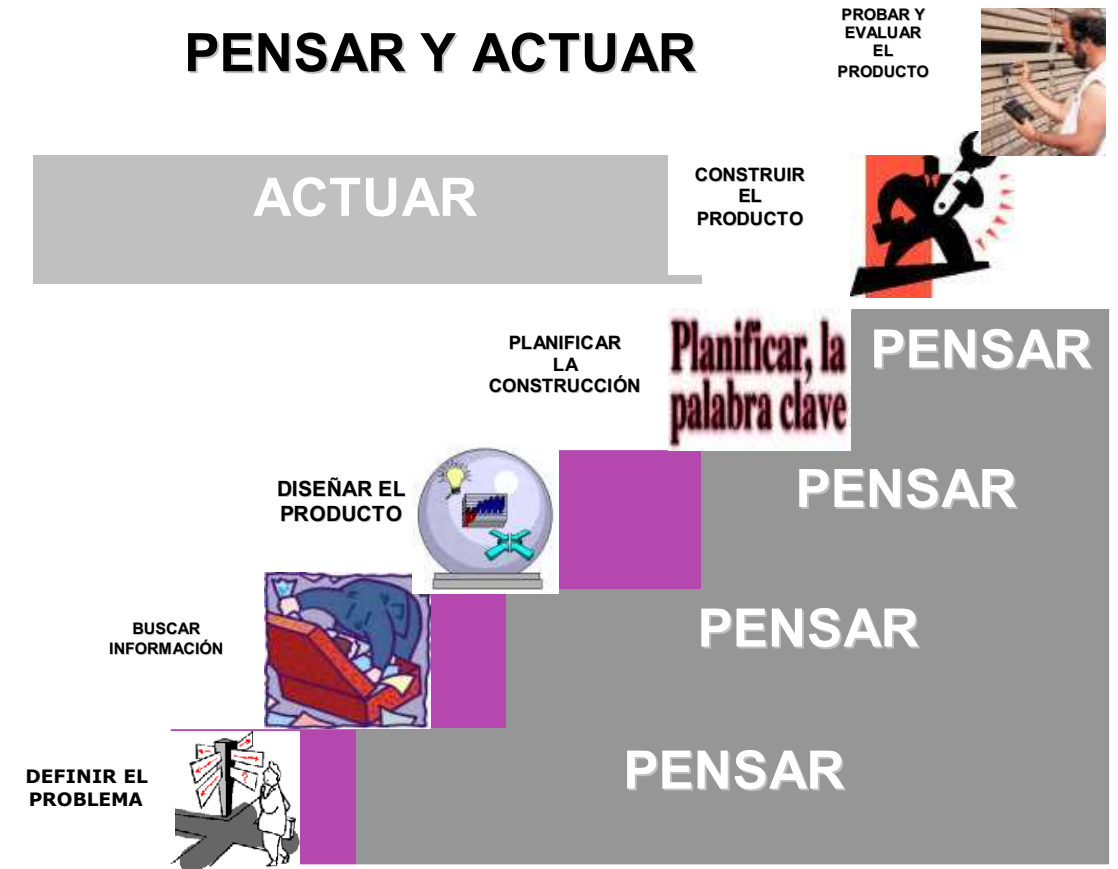 PENSAR Y ACTUAR
PROBAR Y
EVALUAR
EL
PRODUCTO
ACTUAR
CONSTRUIR
EL
PRODUCTO
PLANIFICAR
LA
CONSTRUCCIÓN
Planificar, la
palabra clave
PENSAR
DISEÑAR EL
PRODUCTO
PENSAR
BUSCAR
INFORMACIÓN
PENSAR
DEFINIR EL
PROBLEMA
?
PENSAR